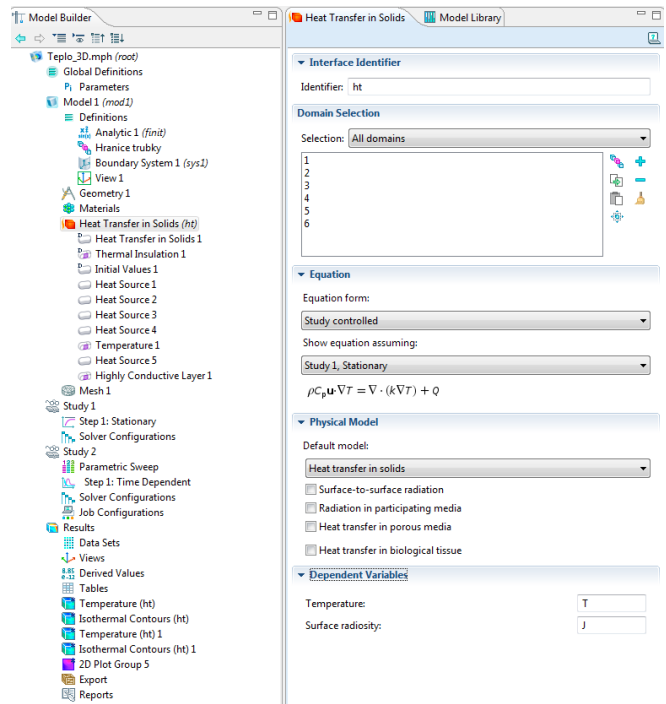 Model Builder
Teplo_3D.mph (root)
Global Definitions
Pi Parameters
Model 1 (mod1)
Definitions
Analytic 1 (finit)
Hranice trubky
Boundary System 1 (sys1)
View 1
Geometry 1
Materials
Heat Transfer in Solids (ht)
Heat Transfer in Solids 1
Thermal Insulation 1
Initial Values 1
Heat Source 1
Heat Source 2
Heat Source 3
Heat Source 4
Temperature 1
Heat Source 5
Highly Conductive Layer 1
Mesh 1
Study 1
Step 1: Stationary
Solver Configurations
Study 2
Parametric Sweep
Step 1: Time Dependent
Solver Configurations
Job Configurations
Results
Data Sets
Views
Derived Values
Tables
Temperature (ht)
Isothermal Contours (ht)
Temperature (ht) 1
Isothermal Contours (ht) 1
2D Plot Group 5
Export
Reports
Heat Transfer in Solids
Model Library
Interface Identifier
Identifier: ht
Domain Selection
Selection: All domains
1
2
3
4
5
6
Equation
Equation form:
Study controlled
Show equation assuming:
Study 1, Stationary
ρCₚu·∇T = ∇·(k∇T) + Q
Physical Model
Default model:
Heat transfer in solids
Surface-to-surface radiation
Radiation in participating media
Heat transfer in porous media
Heat transfer in biological tissue
Dependent Variables
Temperature: T
Surface radiosity: J